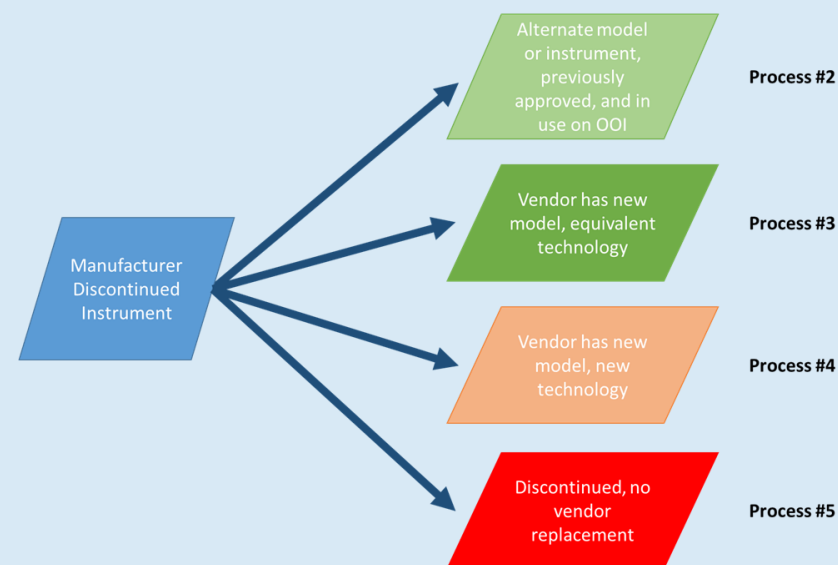 Alternate model
or instrument,
previously
approved, and in
use on OOI
Process #2
Vendor has new
model, equivalent
technology
Process #3
Manufacturer
Discontinued
Instrument
Vendor has new
model, new
technology
Process #4
Discontinued, no
vendor
replacement
Process #5